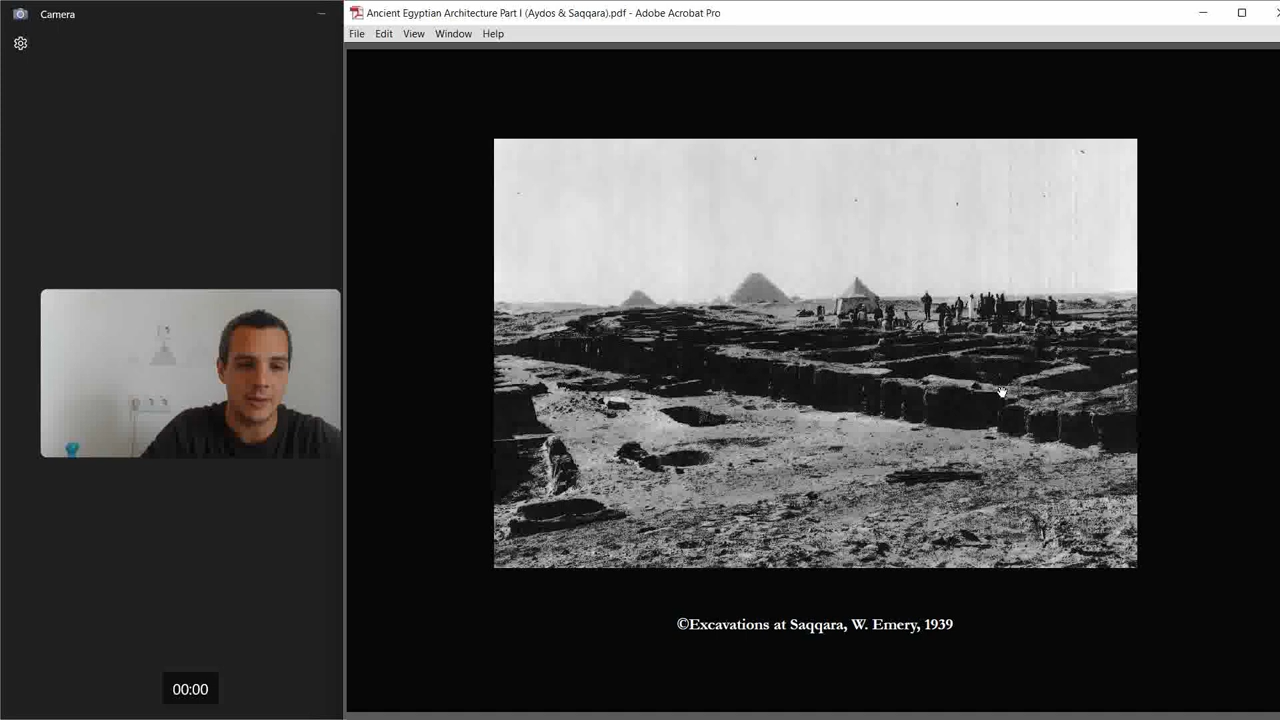 Camera
Ancient Egyptian Architecture Part I (Aydos & Saqqara).pdf - Adobe Acrobat Pro
File Edit View Window Help
©Excavations at Saqqara, W. Emery, 1939
00:00